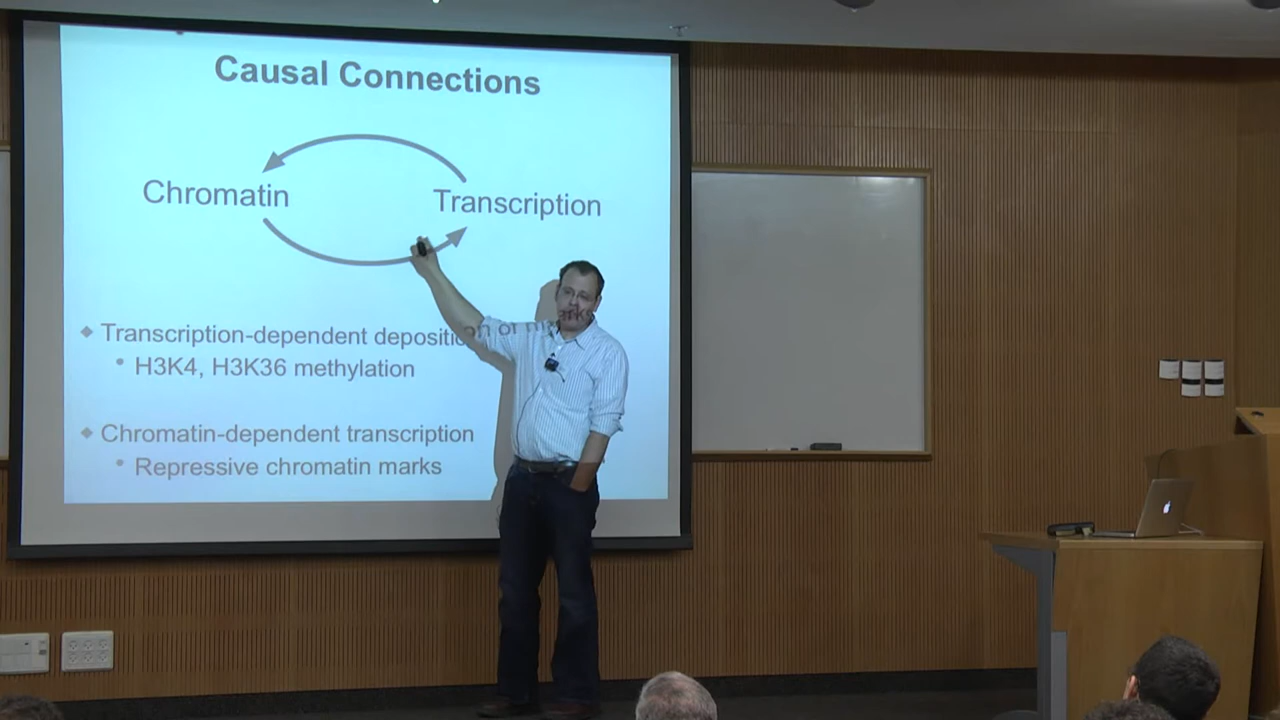 Causal Connections
Chromatin
Transcription
Transcription-dependent deposition of marks
H3K4, H3K36 methylation
Chromatin-dependent transcription
Repressive chromatin marks